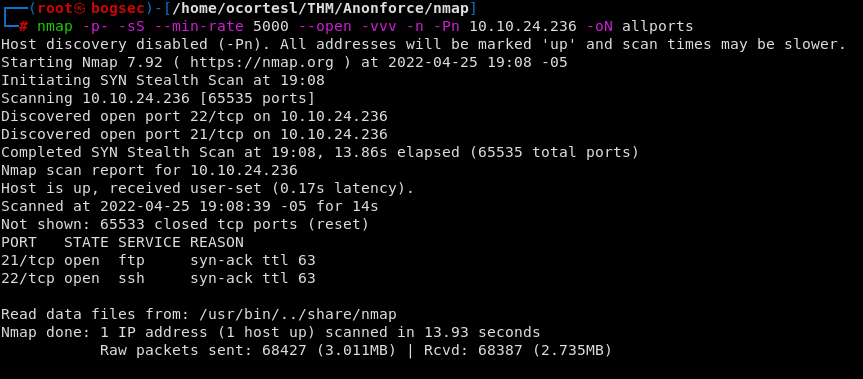 ┌──(root㉿bogsec)-[/home/ocortesl/THM/Anonforce/nmap]
└─# nmap -p- -sS --min-rate 5000 --open -vvv -n -Pn 10.10.24.236 -oN allports
Host discovery disabled (-Pn). All addresses will be marked 'up' and scan times may be slower.
Starting Nmap 7.92 ( https://nmap.org ) at 2022-04-25 19:08 -05
Initiating SYN Stealth Scan at 19:08
Scanning 10.10.24.236 [65535 ports]
Discovered open port 22/tcp on 10.10.24.236
Discovered open port 21/tcp on 10.10.24.236
Completed SYN Stealth Scan at 19:08, 13.86s elapsed (65535 total ports)
Nmap scan report for 10.10.24.236
Host is up, received user-set (0.17s latency).
Scanned at 2022-04-25 19:08:39 -05 for 14s
Not shown: 65533 closed tcp ports (reset)
PORT   STATE SERVICE REASON
21/tcp open  ftp     syn-ack ttl 63
22/tcp open  ssh     syn-ack ttl 63
Read data files from: /usr/bin/../share/nmap
Nmap done: 1 IP address (1 host up) scanned in 13.93 seconds
           Raw packets sent: 68427 (3.011MB) | Rcvd: 68387 (2.735MB)